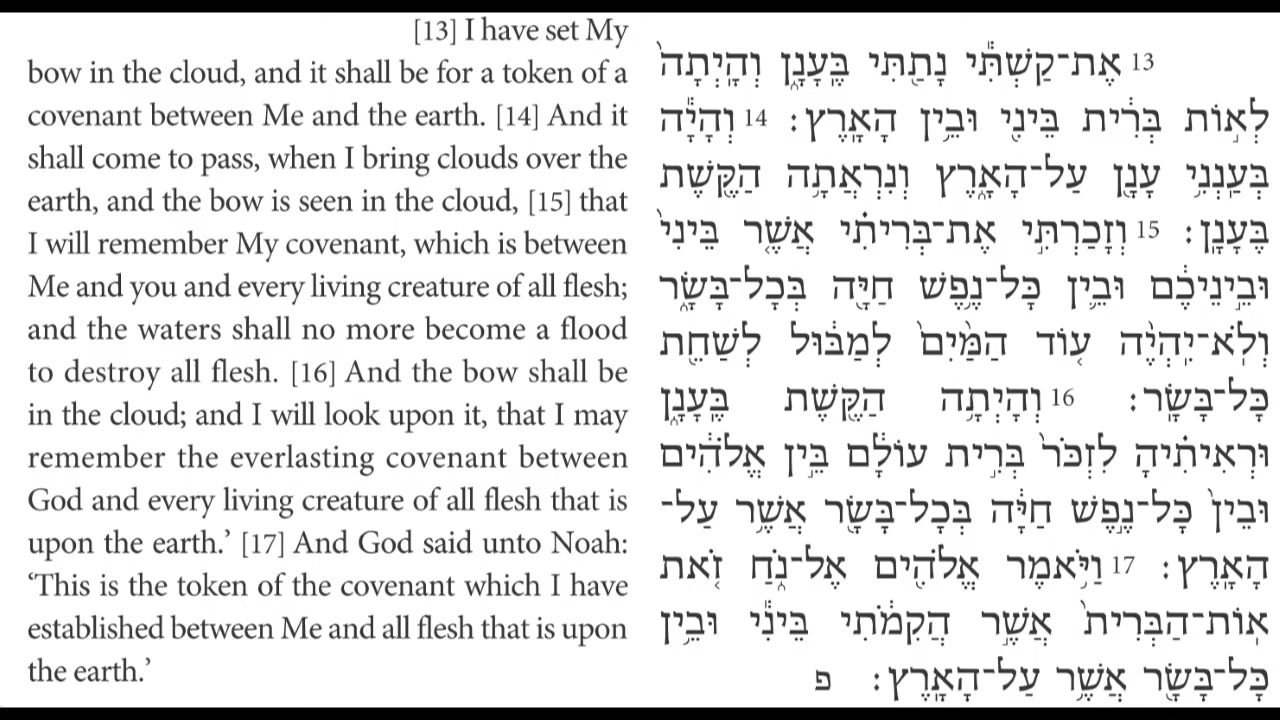 [13] I have set My
bow in the cloud, and it shall be for a token of a
covenant between Me and the earth. [14] And it
shall come to pass, when I bring clouds over the
earth, and the bow is seen in the cloud, [15] that
I will remember My covenant, which is between
Me and you and every living creature of all flesh;
and the waters shall no more become a flood
to destroy all flesh. [16] And the bow shall be
in the cloud; and I will look upon it, that I may
remember the everlasting covenant between
God and every living creature of all flesh that is
upon the earth.’ [17] And God said unto Noah:
‘This is the token of the covenant which I have
established between Me and all flesh that is upon
the earth.’
13 אֶת־קַשְׁתִּ֕י נָתַ֖תִּי בֶּֽעָנָ֑ן וְהָֽיְתָה֙
לְא֣וֹת בְּרִ֔ית בֵּינִ֖י וּבֵ֥ין הָאָֽרֶץ׃ 14 וְהָיָ֕ה
בְּעַֽנְנִ֥י עָנָ֖ן עַל־הָאָ֑רֶץ וְנִרְאֲתָ֥ה הַקֶּ֖שֶׁת
בֶּעָנָֽן׃ 15 וְזָכַרְתִּ֣י אֶת־בְּרִיתִ֗י אֲשֶׁ֤ר בֵּינִי֙
וּבֵ֣ינֵיכֶ֔ם וּבֵ֛ין כׇּל־נֶ֥פֶשׁ חַיָּ֖ה בְּכׇל־בָּשָׂ֑ר
וְלֹֽא־יִֽהְיֶ֨ה ע֤וֹד הַמַּ֙יִם֙ לְמַבּ֔וּל לְשַׁחֵ֖ת
כׇּל־בָּשָֽׂר׃ 16 וְהָיְתָ֥ה הַקֶּ֖שֶׁת בֶּֽעָנָ֑ן
וּרְאִיתִ֗יהָ לִזְכֹּר֙ בְּרִ֣ית עוֹלָ֔ם בֵּ֣ין אֱלֹהִ֔ים
וּבֵין֙ כׇּל־נֶ֣פֶשׁ חַיָּ֔ה בְּכׇל־בָּשָׂ֖ר אֲשֶׁ֥ר עַל־
הָאָֽרֶץ׃ 17 וַיֹּ֥אמֶר אֱלֹהִ֖ים אֶל־נֹ֑חַ זֹ֤את
אֽוֹת־הַבְּרִית֙ אֲשֶׁ֣ר הֲקִמֹ֔תִי בֵּינִ֕י וּבֵ֥ין
כׇּל־בָּשָׂ֖ר אֲשֶׁ֥ר עַל־הָאָֽרֶץ׃ פ